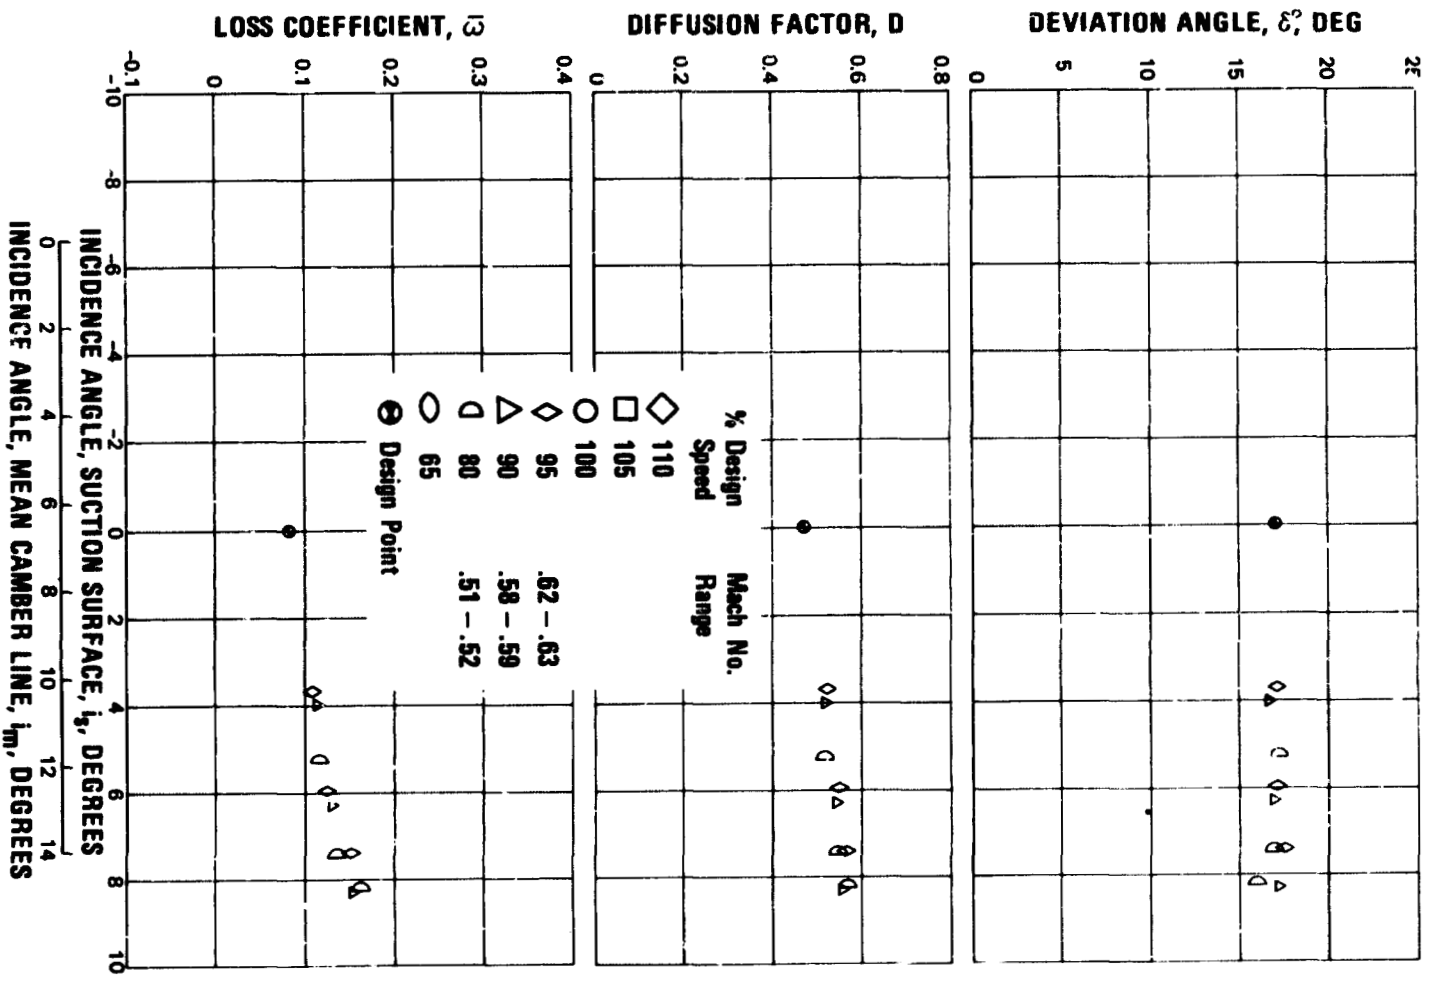 DEVIATION ANGLE, δ°, DEG
25
20
15
10
5
0
DIFFUSION FACTOR, D
0.8
0.6
0.4
0.2
0
LOSS COEFFICIENT, ω̄
0.4
0.3
0.2
0.1
0
-0.1
% Design Speed
Mach No. Range
110
105
100
95 .62 – .63
90 .58 – .59
80 .51 – .52
65
Design Point
-10 -8 -6 -4 -2 0 2 4 6 8 10
INCIDENCE ANGLE, SUCTION SURFACE, is, DEGREES
0 2 4 6 8 10 12 14
INCIDENCE ANGLE, MEAN CAMBER LINE, im, DEGREES